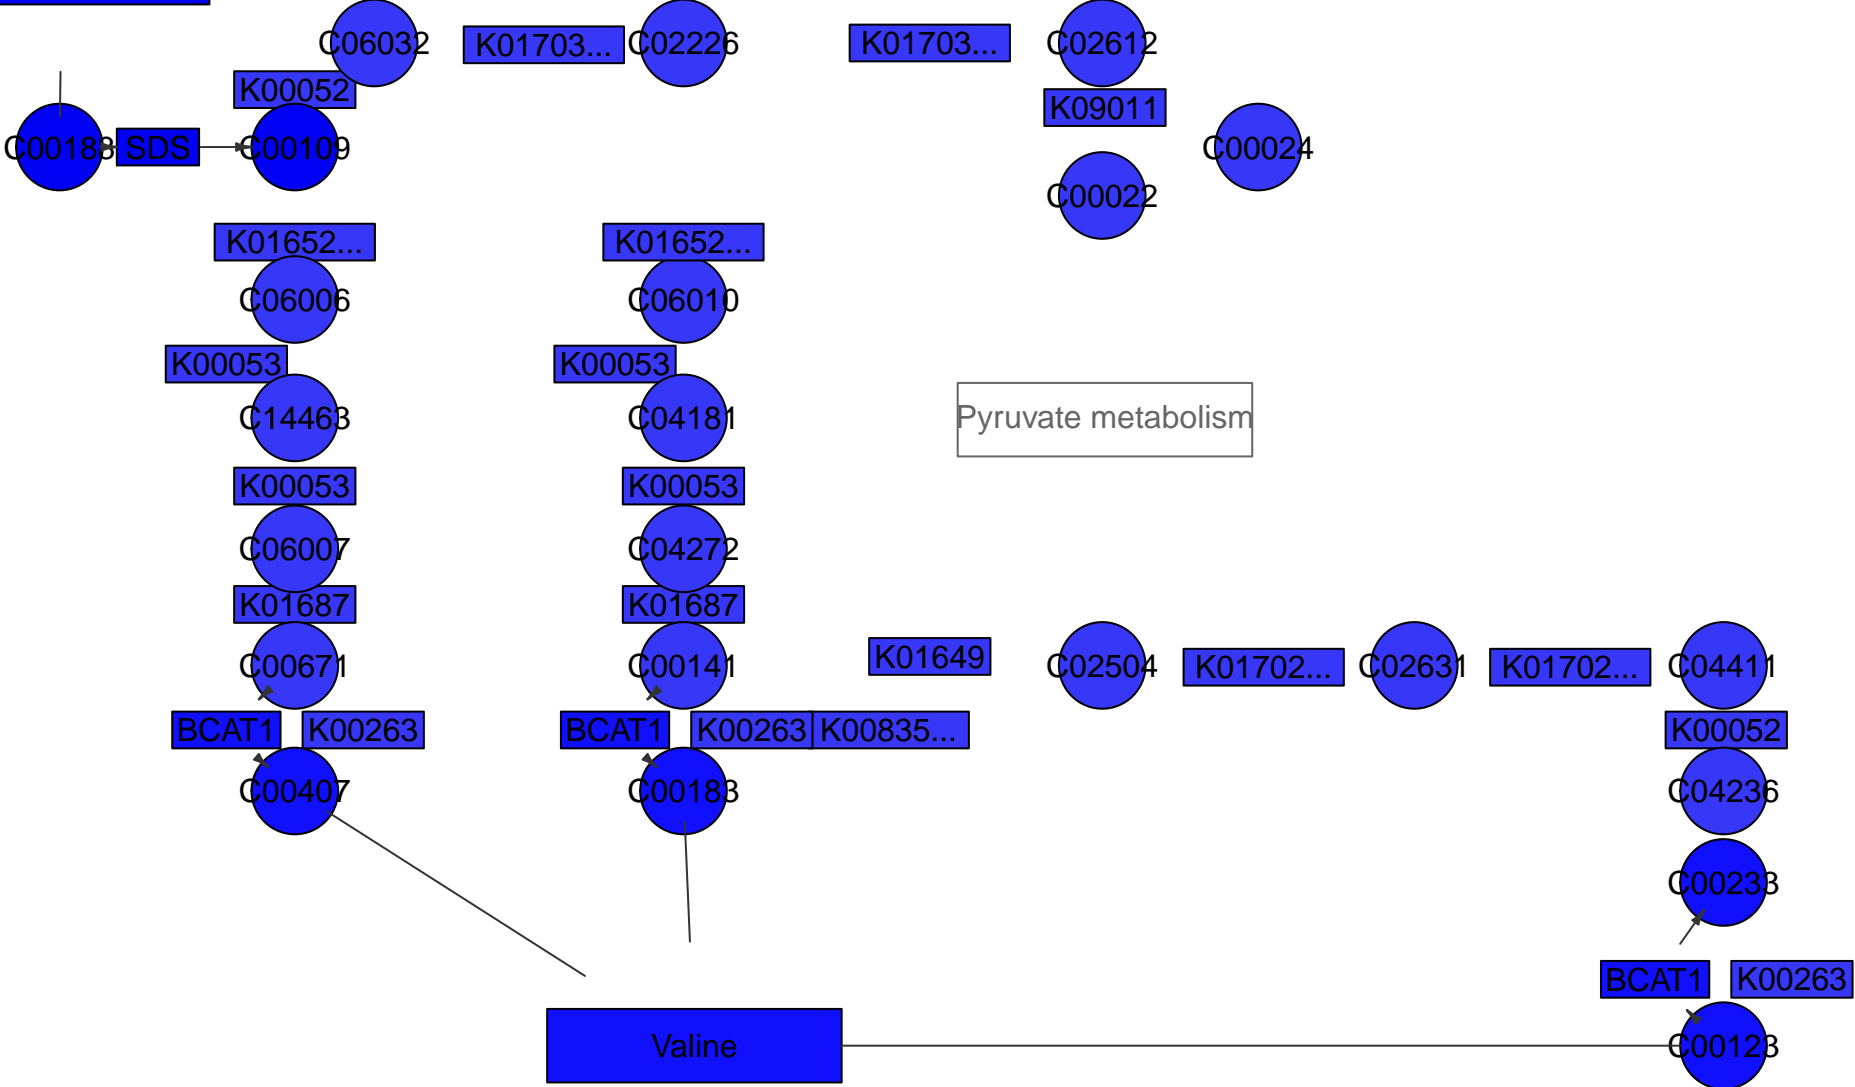 C06032 K01703... C02226 K01703... C02612
K00052 K09011
C00188 SDS C00109 C00024
C00022
K01652... K01652...
C06006 C06010
K00053 K00053
C14463 C04181 Pyruvate metabolism
K00053 K00053
C06007 C04272
K01687 K01687
C00671 C00141 K01649 C02504 K01702... C02631 K01702... C04411
BCAT1 K00263 BCAT1 K00263 K00835... K00052
C00407 C00183 C04236
C00233
BCAT1 K00263
Valine C00123